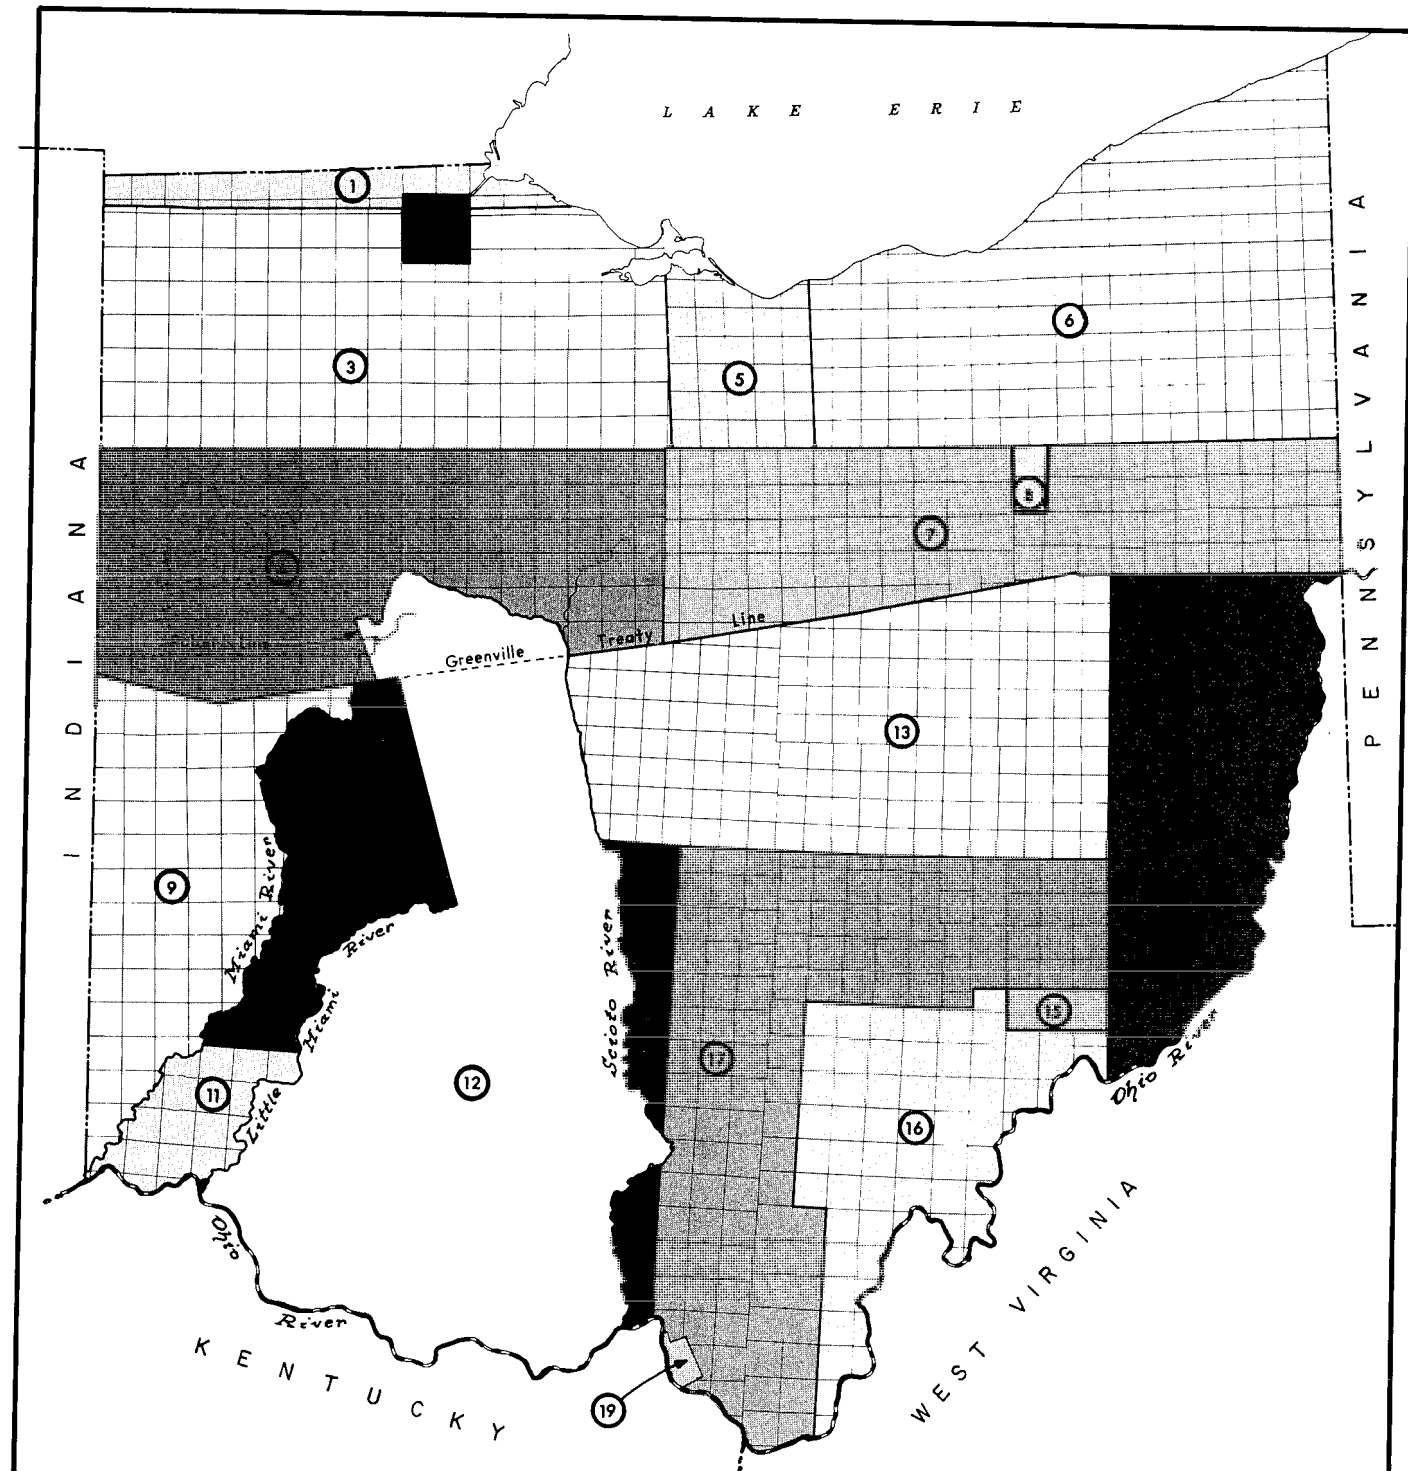 LAKE ERIE
1
6
3
5
PENNSYLVANIA
INDIANA
8
7
Line
Treaty
Greenville
13
9
Miami River
River
Scioto River
Miami
15
17
12
11
Little
Ohio River
16
Ohio
River
WEST VIRGINIA
KENTUCKY
19